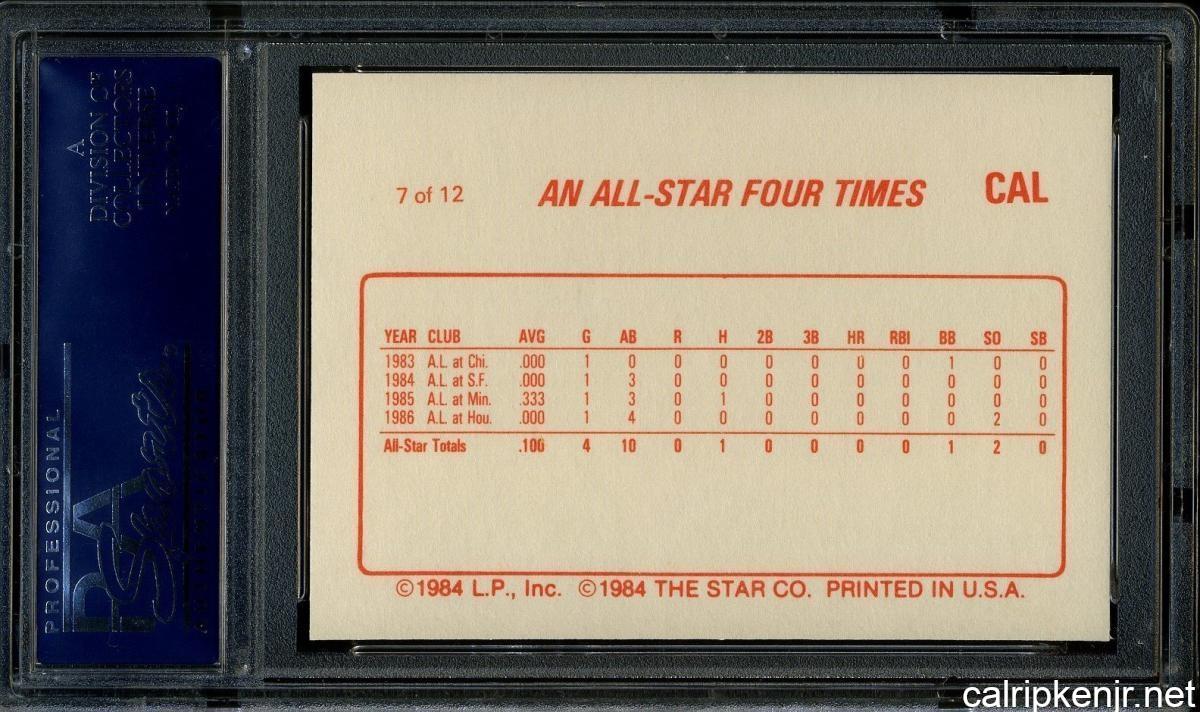 A
DIVISION OF
COLLECTORS
UNIVERSE
PROFESSIONAL
PSA
7 of 12 AN ALL-STAR FOUR TIMES CAL
YEAR CLUB AVG G AB R H 2B 3B HR RBI BB SO SB
1983 A.L. at Chi. .000 1 0 0 0 0 0 0 0 1 0 0
1984 A.L. at S.F. .000 1 3 0 0 0 0 0 0 0 0 0
1985 A.L. at Min. .333 1 3 0 1 0 0 0 0 0 0 0
1986 A.L. at Hou. .000 1 4 0 0 0 0 0 0 0 2 0
All-Star Totals .100 4 10 0 1 0 0 0 0 1 2 0
©1984 L.P., Inc. ©1984 THE STAR CO. PRINTED IN U.S.A.
calripkenjr.net